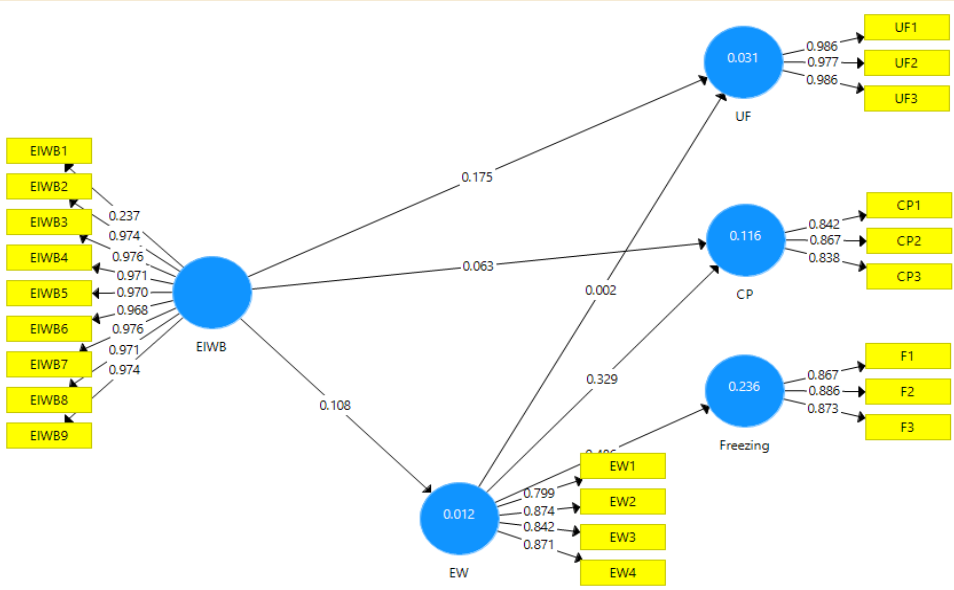 EIWB1
EIWB2
EIWB3
EIWB4
EIWB5
EIWB6
EIWB7
EIWB8
EIWB9
0.237
0.974
0.976
0.971
0.970
0.968
0.976
0.971
0.974
EIWB
0.175
0.063
0.108
0.002
0.329
0.031
UF
0.986
0.977
0.986
UF1
UF2
UF3
0.116
CP
0.842
0.867
0.838
CP1
CP2
CP3
0.236
Freezing
0.867
0.886
0.873
F1
F2
F3
0.012
EW
0.799
0.874
0.842
0.871
EW1
EW2
EW3
EW4